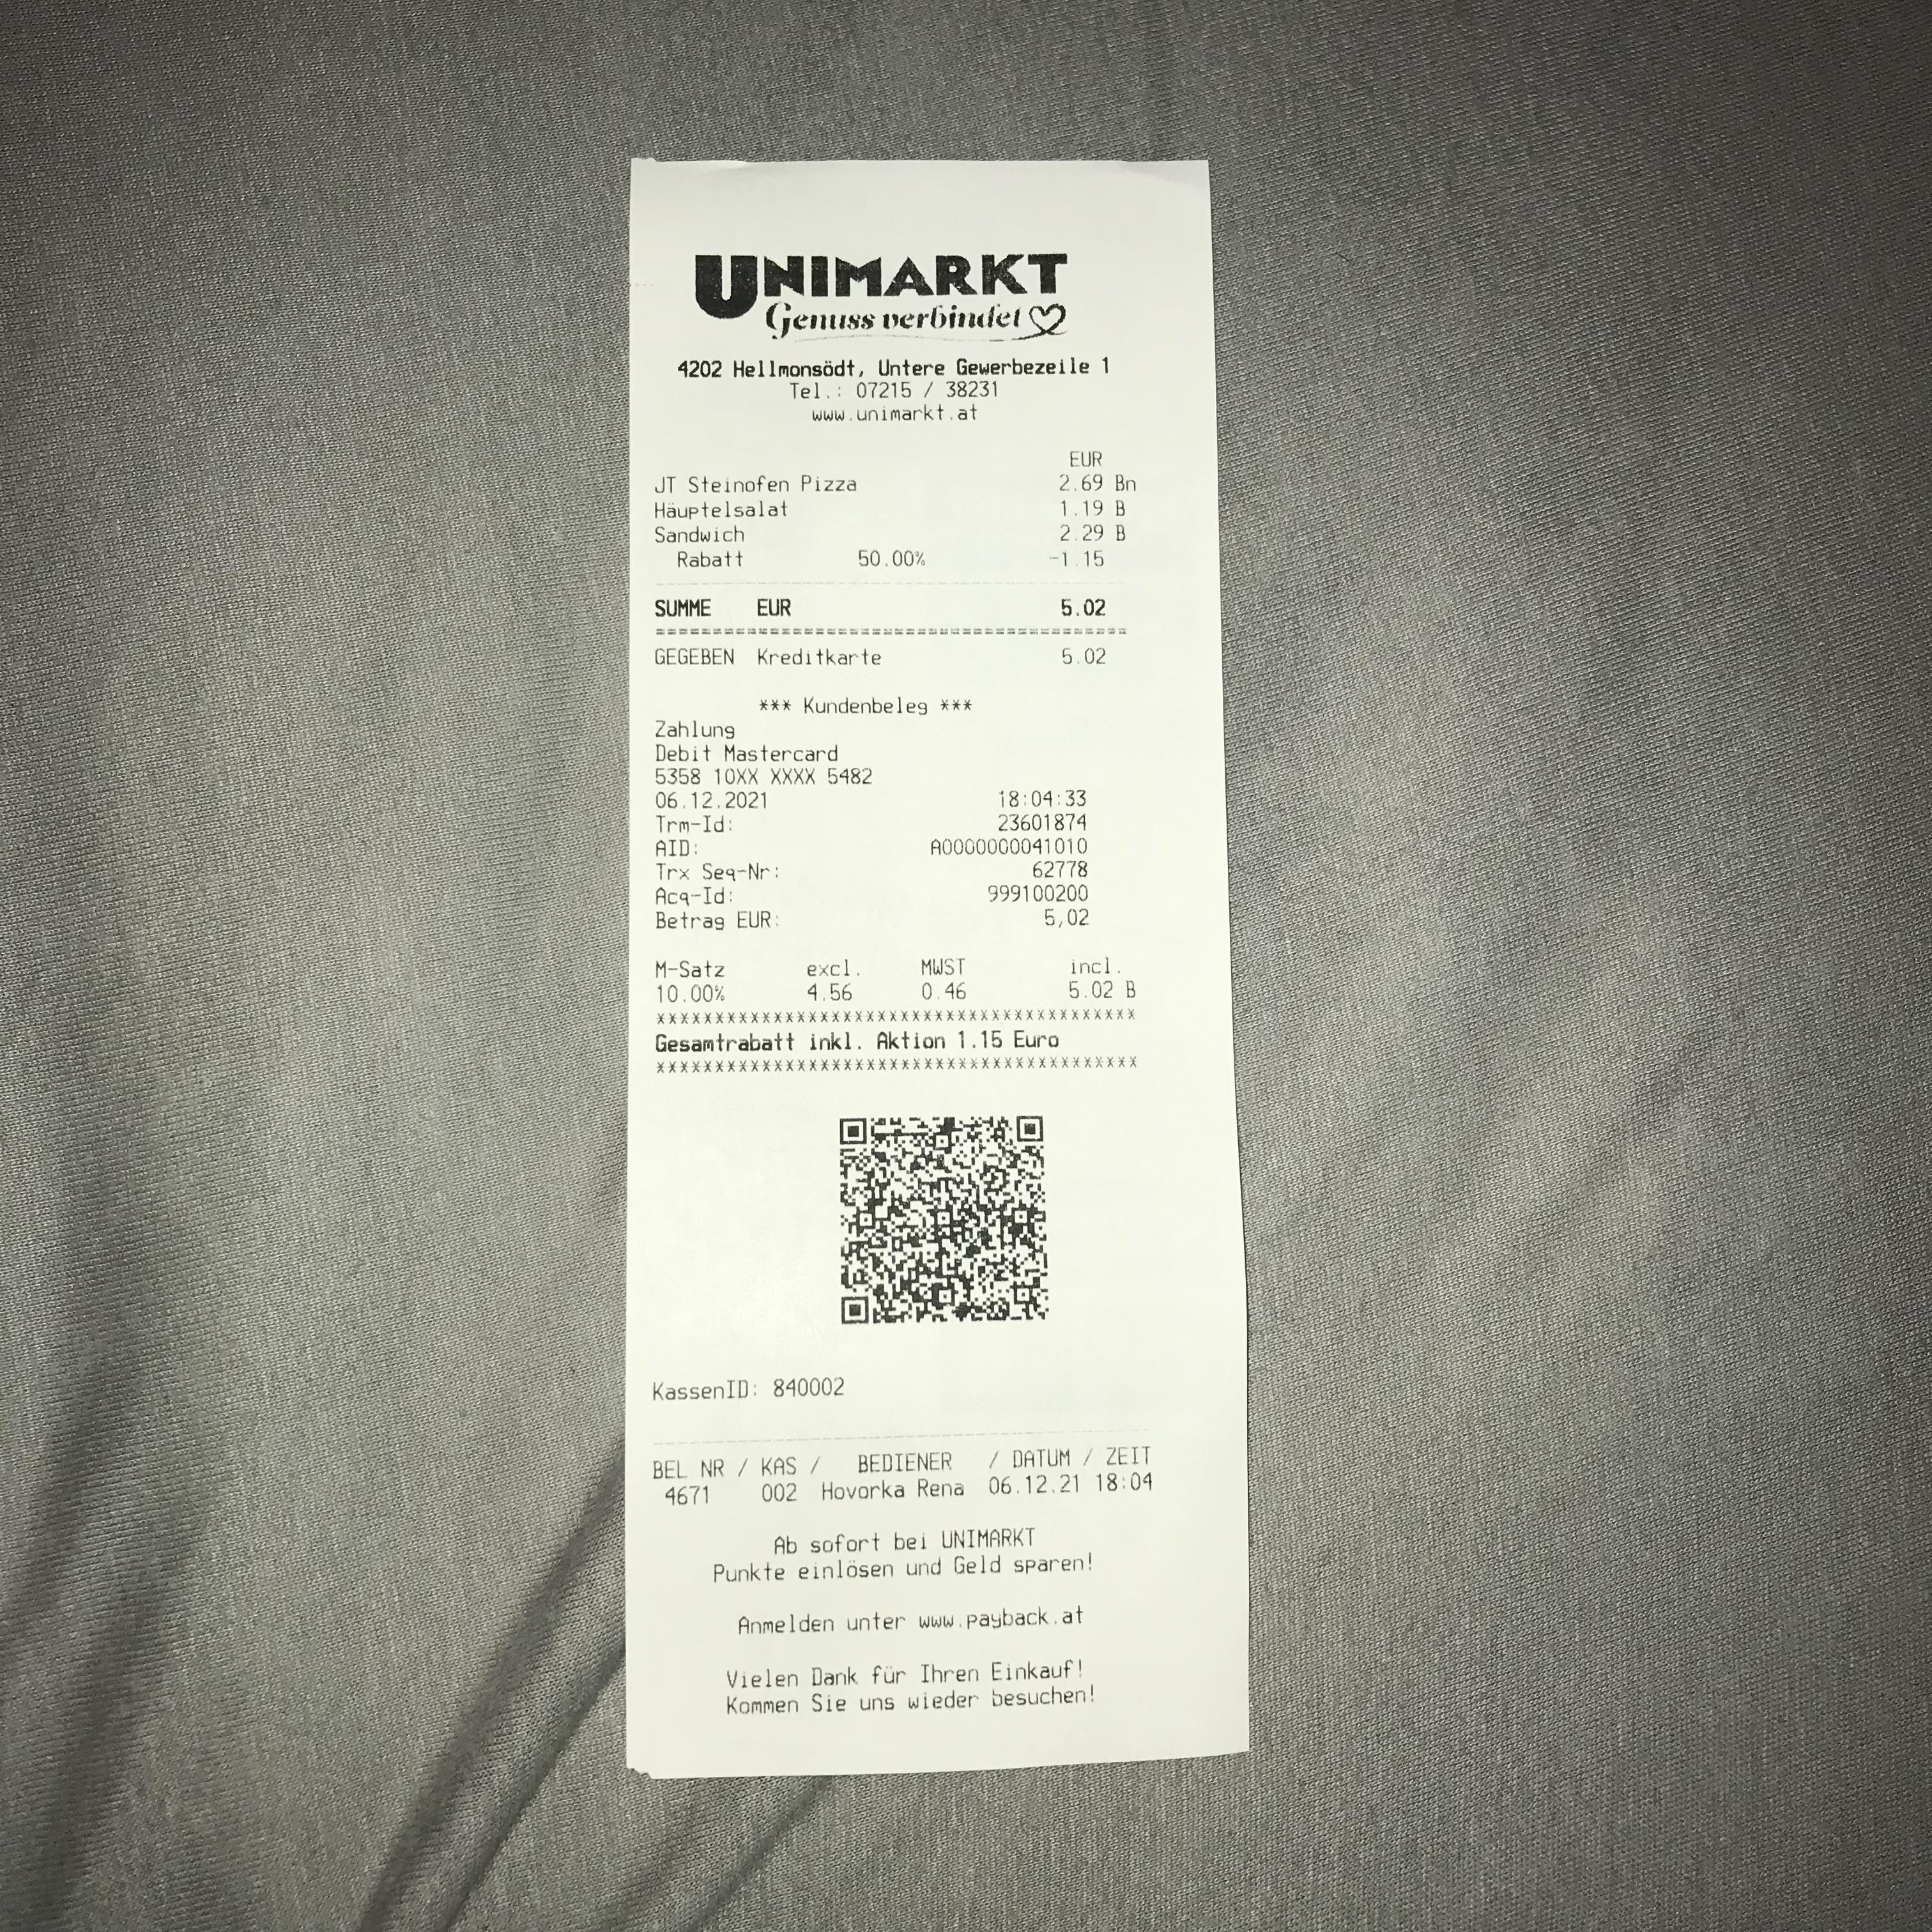 UNIMARKT
Genuss verbindet
4202 Hellmonsödt, Untere Gewerbezeile 1
Tel.: 07215 / 38231
www.unimarkt.at
EUR
JT Steinofen Pizza 2.69 Bn
Häuptelsalat 1.19 B
Sandwich 2.29 B
Rabatt 50.00% -1.15
SUMME EUR 5.02
========================================
GEGEBEN Kreditkarte 5.02
*** Kundenbeleg ***
Zahlung
Debit Mastercard
5358 10XX XXXX 5482
06.12.2021 18:04:33
Trm-Id: 23601874
AID: A0000000041010
Trx Seq-Nr: 62778
Acq-Id: 999100200
Betrag EUR: 5,02
M-Satz excl. MWST incl.
10.00% 4.56 0.46 5.02 B
******************************************
Gesamtrabatt inkl. Aktion 1.15 Euro
******************************************
KassenID: 840002
BEL NR / KAS / BEDIENER / DATUM / ZEIT
4671 002 Hovorka Rena 06.12.21 18:04
Ab sofort bei UNIMARKT
Punkte einlösen und Geld sparen!
Anmelden unter www.payback.at
Vielen Dank für Ihren Einkauf!
Kommen Sie uns wieder besuchen!